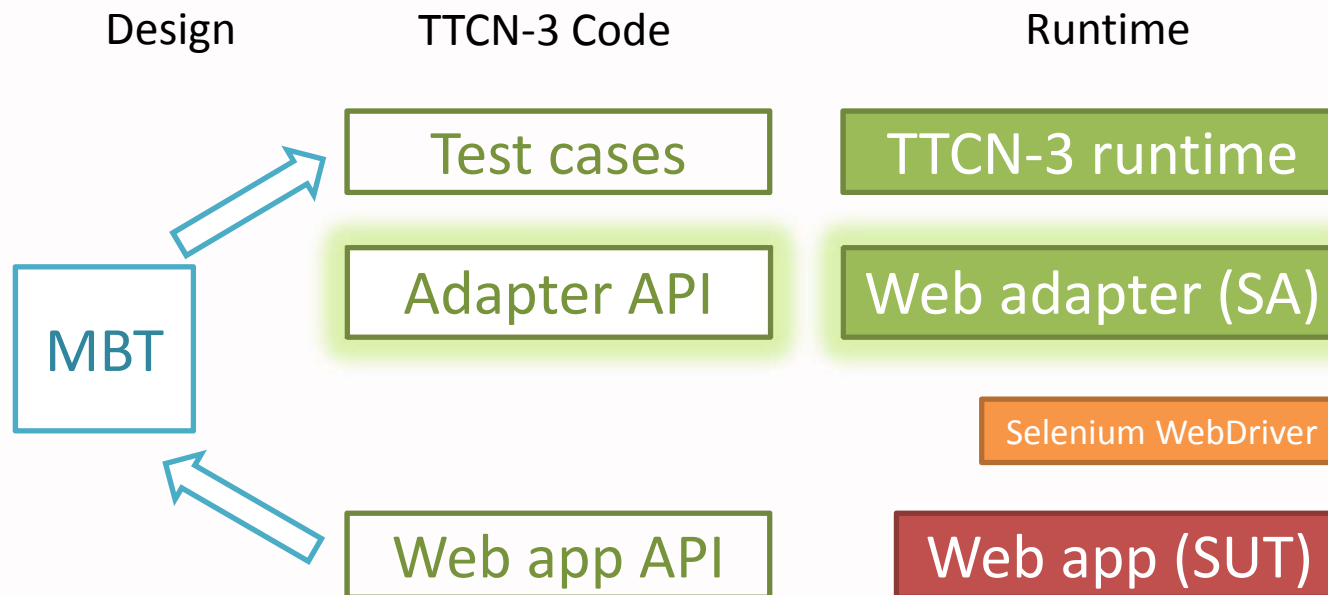 Design
TTCN-3 Code
Runtime
Test cases
TTCN-3 runtime
Adapter API
Web adapter (SA)
MBT
Selenium WebDriver
Web app API
Web app (SUT)